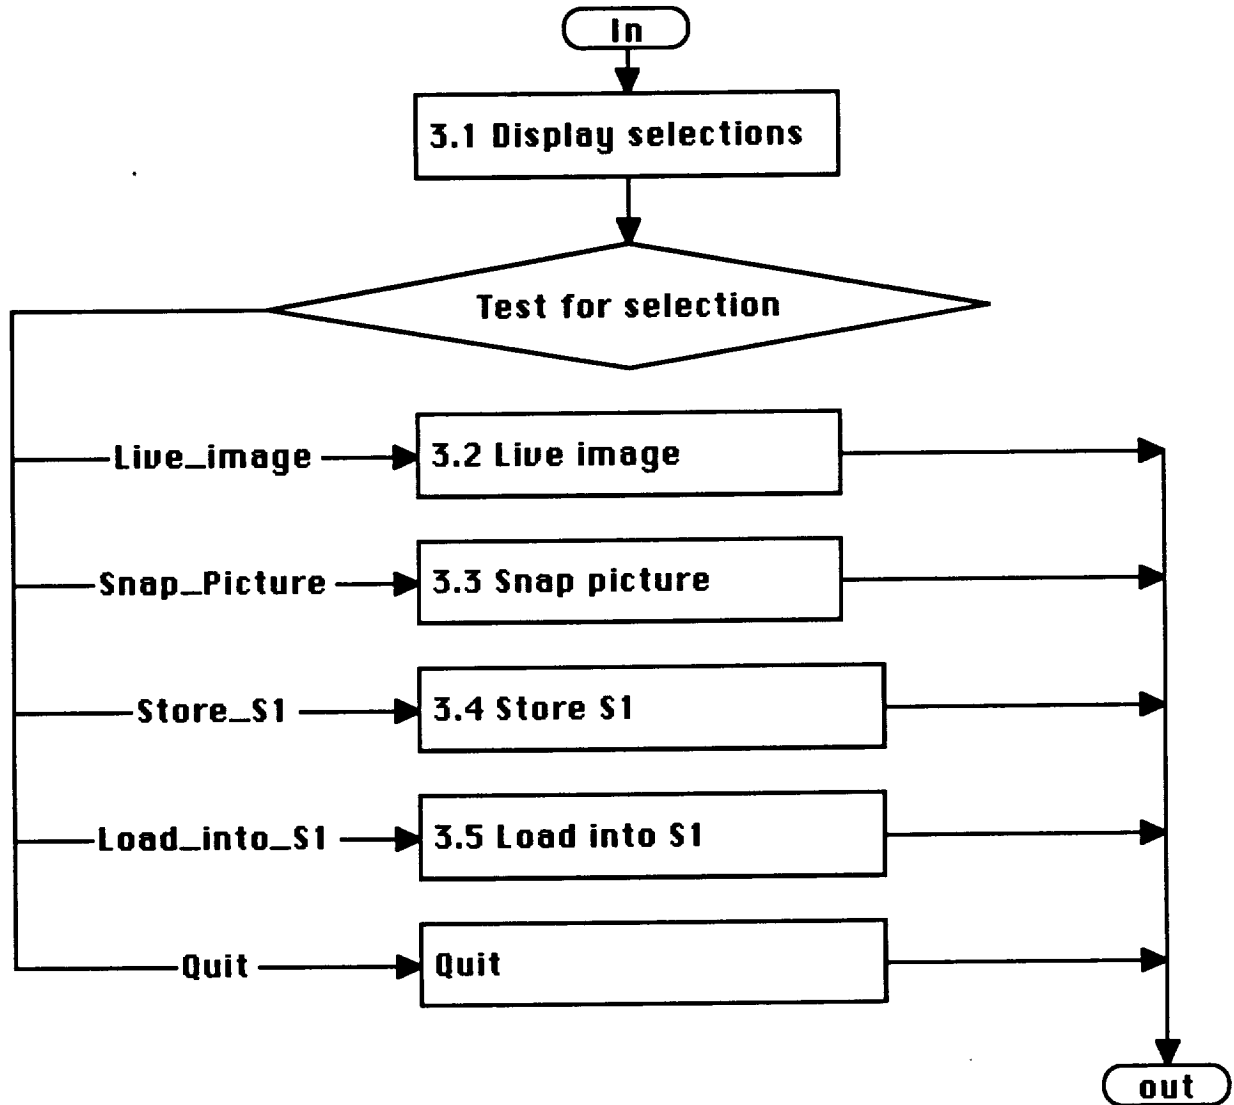 In
3.1 Display selections
Test for selection
Live_image
3.2 Live image
Snap_Picture
3.3 Snap picture
Store_S1
3.4 Store S1
Load_into_S1
3.5 Load into S1
Quit
Quit
out